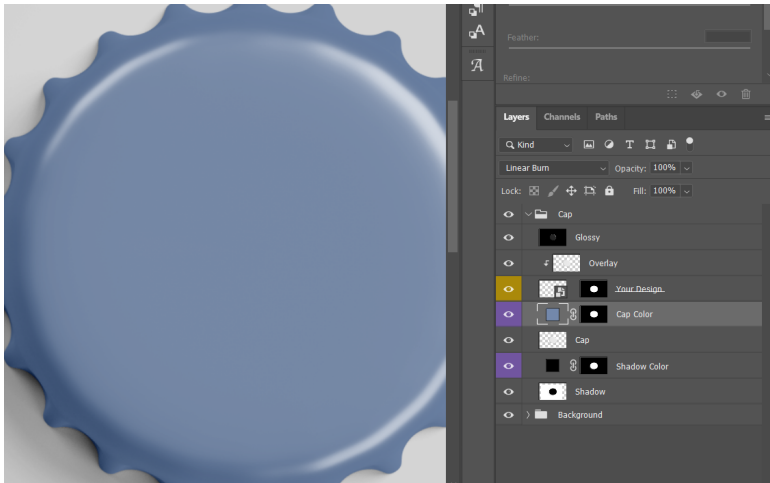 A
A
Feather:
Refine:
Layers Channels Paths
Kind
Linear Burn Opacity: 100%
Lock: Fill: 100%
Cap
Glossy
Overlay
Your Design
Cap Color
Cap
Shadow Color
Shadow
Background